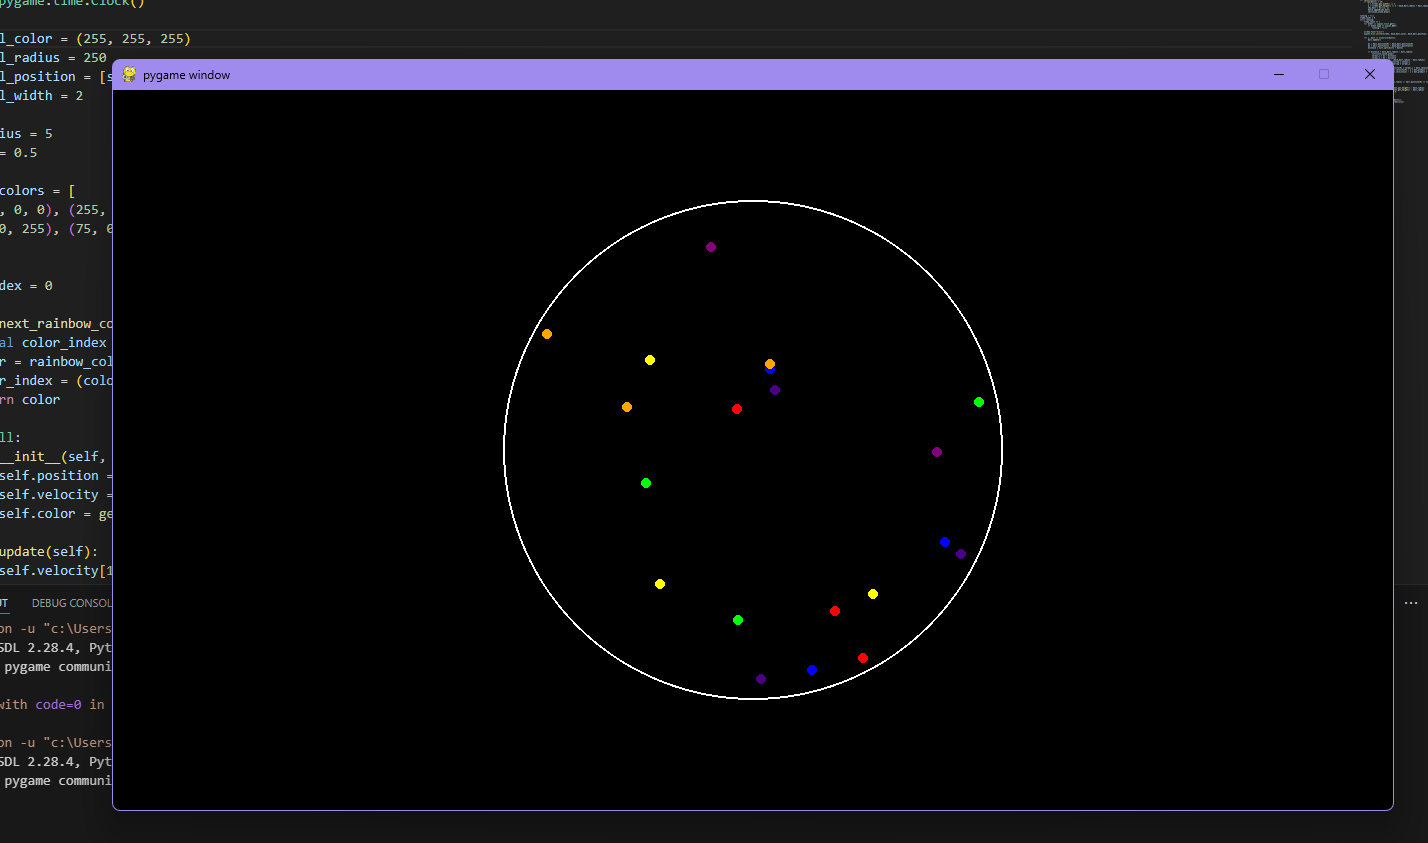 pygame.time.Clock()
l_color = (255, 255, 255)
l_radius = 250
pygame window
l_position = [s
l_width = 2
ius = 5
= 0.5
colors = [
, 0, 0), (255,
0, 255), (75, 0
dex = 0
next_rainbow_co
al color_index
r = rainbow_col
r_index = (colo
rn color
ll:
__init__(self,
self.position =
self.velocity =
self.color = ge
update(self):
self.velocity[1
UT DEBUG CONSOL
on -u "c:\Users
SDL 2.28.4, Pyt
pygame communi
with code=0 in
on -u "c:\Users
SDL 2.28.4, Pyt
pygame communi